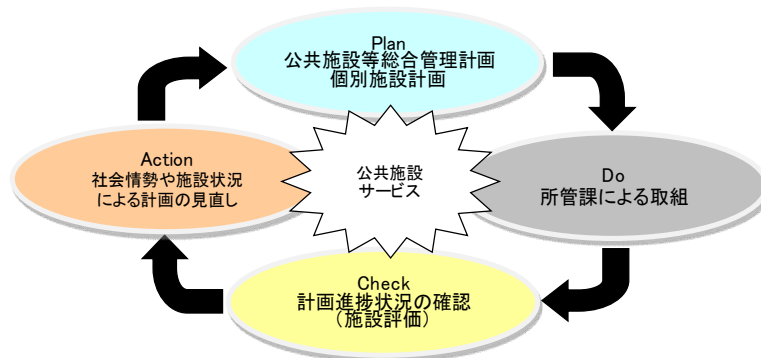 Plan
公共施設等総合管理計画
個別施設計画
Action
社会情勢や施設状況
による計画の見直し
公共施設
サービス
Do
所管課による取組
Check
計画進捗状況の確認
（施設評価）